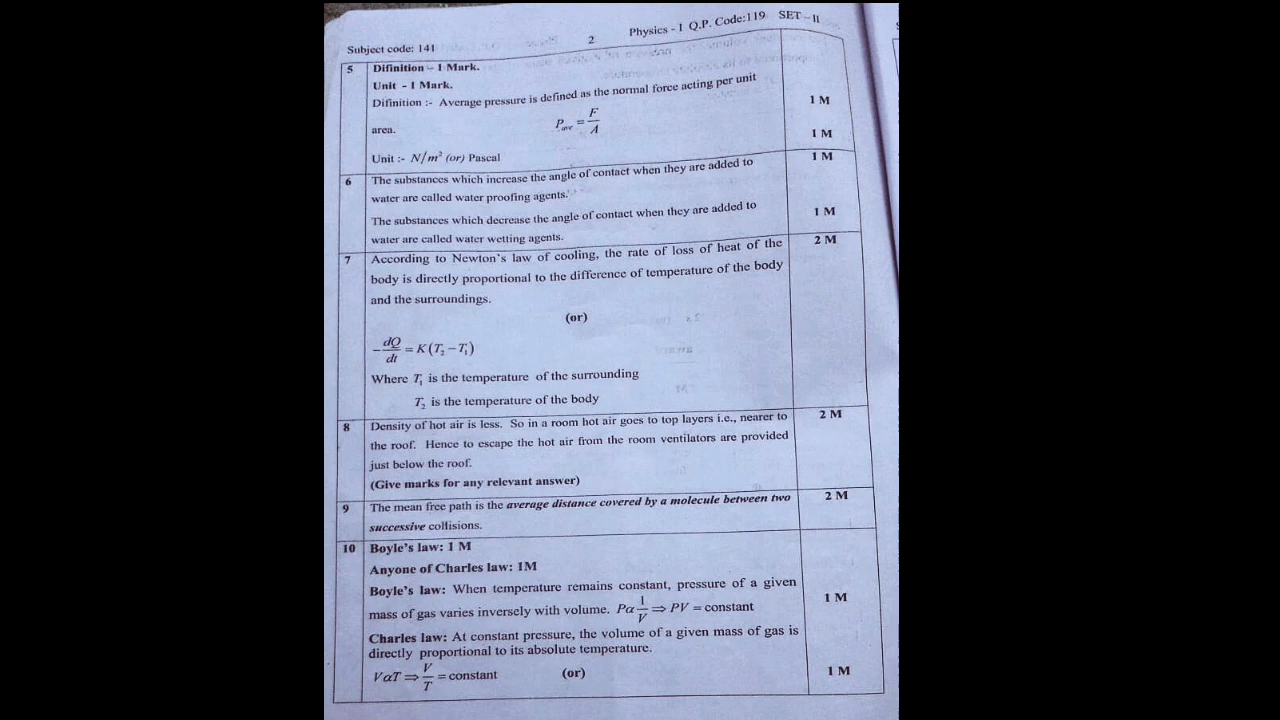 Physics - 1 Q.P. Code:119 SET - II
Subject code: 141
2
5 Difinition – 1 Mark.
Unit - 1 Mark.
Difinition :- Average pressure is defined as the normal force acting per unit
area. P_ave = F/A 1 M
Unit :- N/m² (or) Pascal 1 M
6 The substances which increase the angle of contact when they are added to 1 M
water are called water proofing agents.
The substances which decrease the angle of contact when they are added to 1 M
water are called water wetting agents.
7 According to Newton's law of cooling, the rate of loss of heat of the 2 M
body is directly proportional to the difference of temperature of the body
and the surroundings.
(or)
-dQ/dt = K(T₂ - T₁)
Where T₁ is the temperature of the surrounding
T₂ is the temperature of the body
8 Density of hot air is less. So in a room hot air goes to top layers i.e., nearer to 2 M
the roof. Hence to escape the hot air from the room ventilators are provided
just below the roof.
(Give marks for any relevant answer)
9 The mean free path is the average distance covered by a molecule between two 2 M
successive collisions.
10 Boyle's law: 1 M
Anyone of Charles law: 1M
Boyle's law: When temperature remains constant, pressure of a given
mass of gas varies inversely with volume. Pα 1/V ⇒ PV = constant 1 M
Charles law: At constant pressure, the volume of a given mass of gas is
directly proportional to its absolute temperature.
VαT ⇒ V/T = constant (or) 1 M